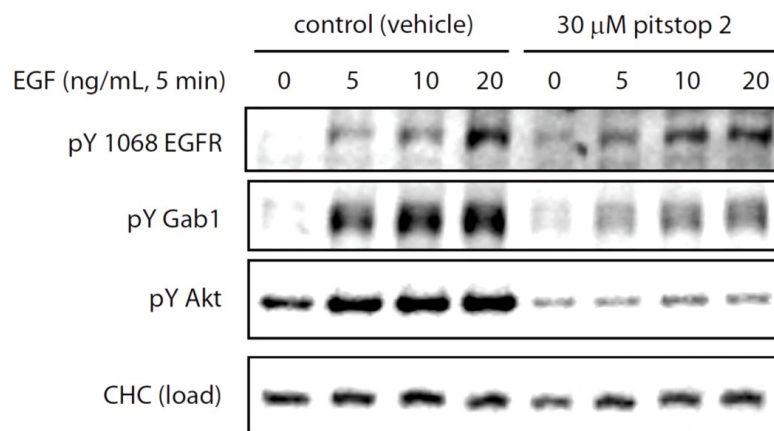 control (vehicle) 30 μM pitstop 2
EGF (ng/mL, 5 min) 0 5 10 20 0 5 10 20
pY 1068 EGFR
pY Gab1
pY Akt
CHC (load)